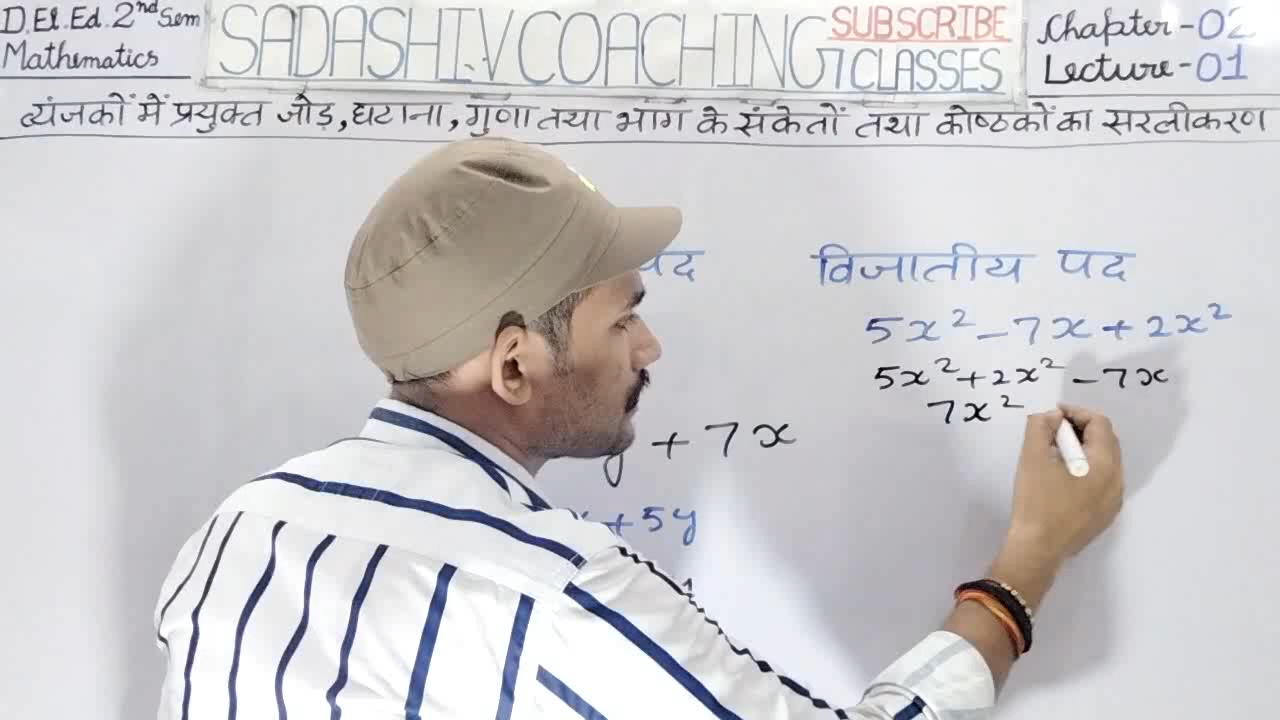 D.El.Ed. 2nd Sem
Mathematics
SADASHIV COACHING CLASSES
SUBSCRIBE
Chapter - 02
Lecture - 01
व्यंजकों में प्रयुक्त जोड़, घटाना, गुणा तथा भाग के संकेतों तथा कोष्ठकों का सरलीकरण
पद
विजातीय पद
5x² - 7x + 2x²
5x² + 2x² - 7x
7x²
y + 7x
+ 5y